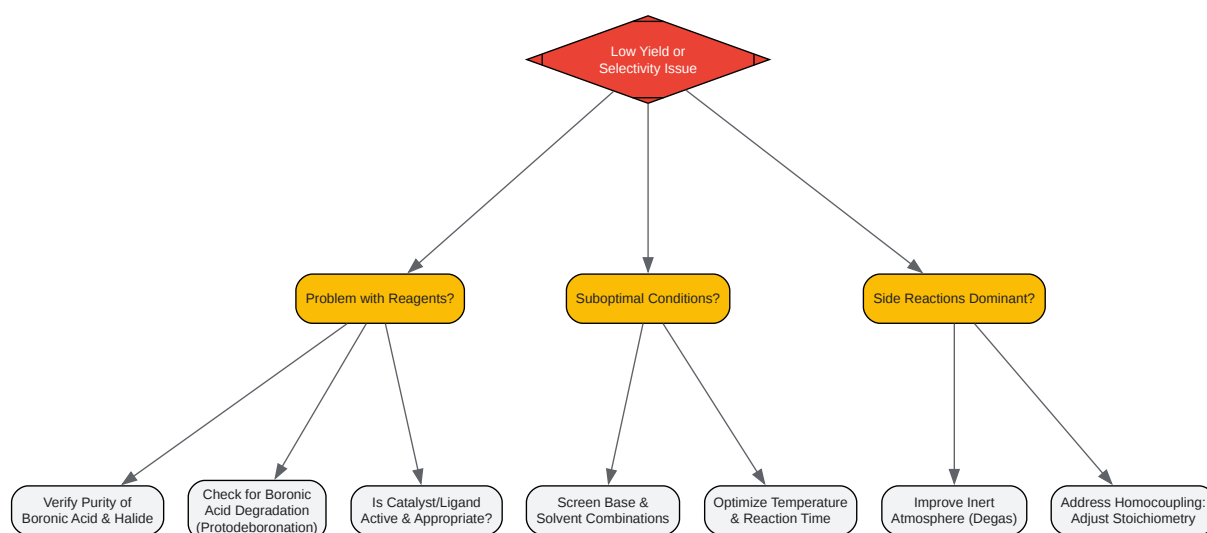 Low Yield or
Selectivity Issue
Problem with Reagents?
Suboptimal Conditions?
Side Reactions Dominant?
Verify Purity of
Boronic Acid & Halide
Check for Boronic
Acid Degradation
(Protodeboronation)
Is Catalyst/Ligand
Active & Appropriate?
Screen Base &
Solvent Combinations
Optimize Temperature
& Reaction Time
Improve Inert
Atmosphere (Degas)
Address Homocoupling:
Adjust Stoichiometry